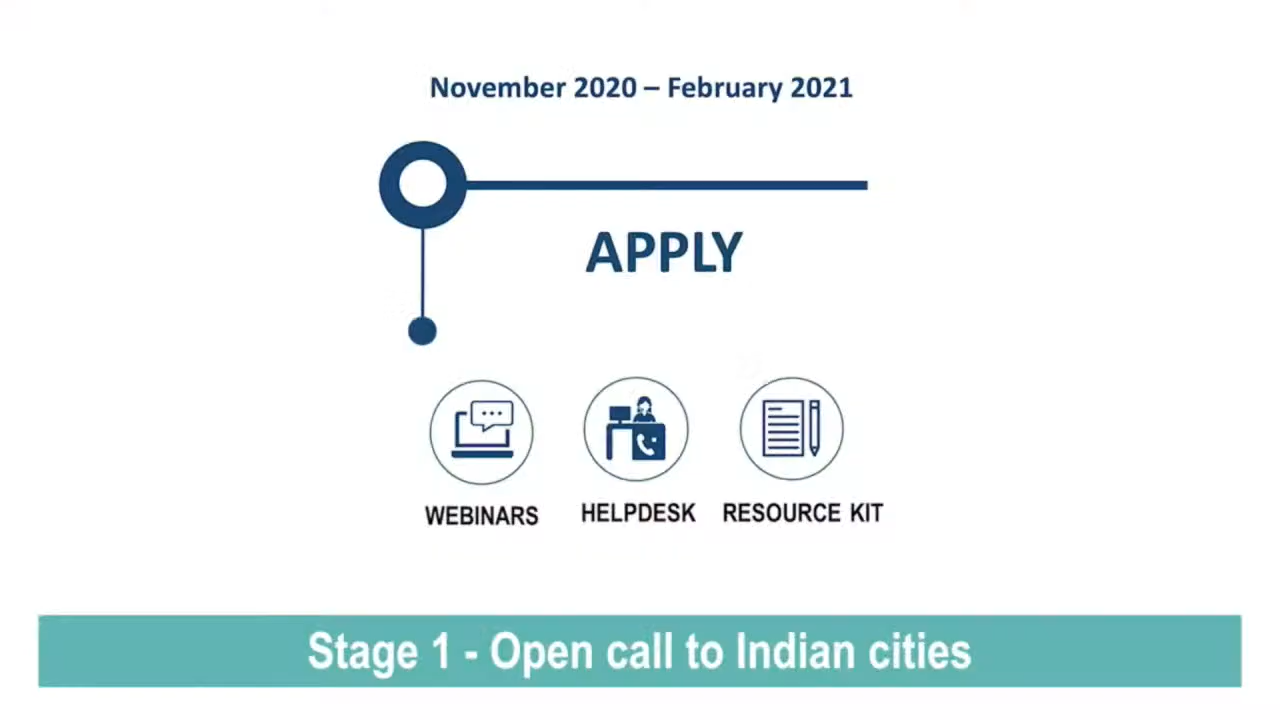 November 2020 – February 2021
APPLY
WEBINARS
HELPDESK
RESOURCE KIT
Stage 1 - Open call to Indian cities